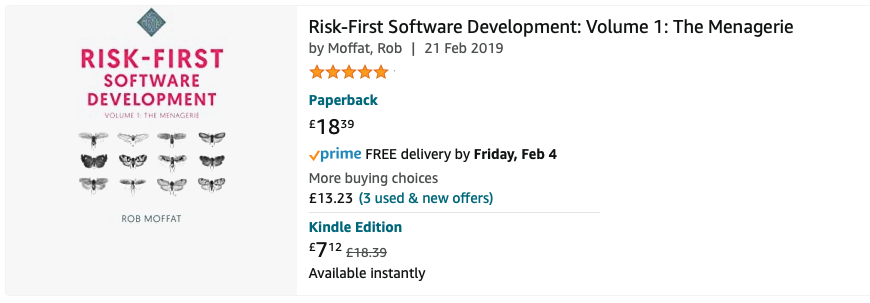 RISK-FIRST
SOFTWARE
DEVELOPMENT
VOLUME 1: THE MENAGERIE
ROB MOFFAT
Risk-First Software Development: Volume 1: The Menagerie
by Moffat, Rob | 21 Feb 2019
Paperback
£18.39
prime FREE delivery by Friday, Feb 4
More buying choices
£13.23 (3 used & new offers)
Kindle Edition
£7.12 £18.39
Available instantly